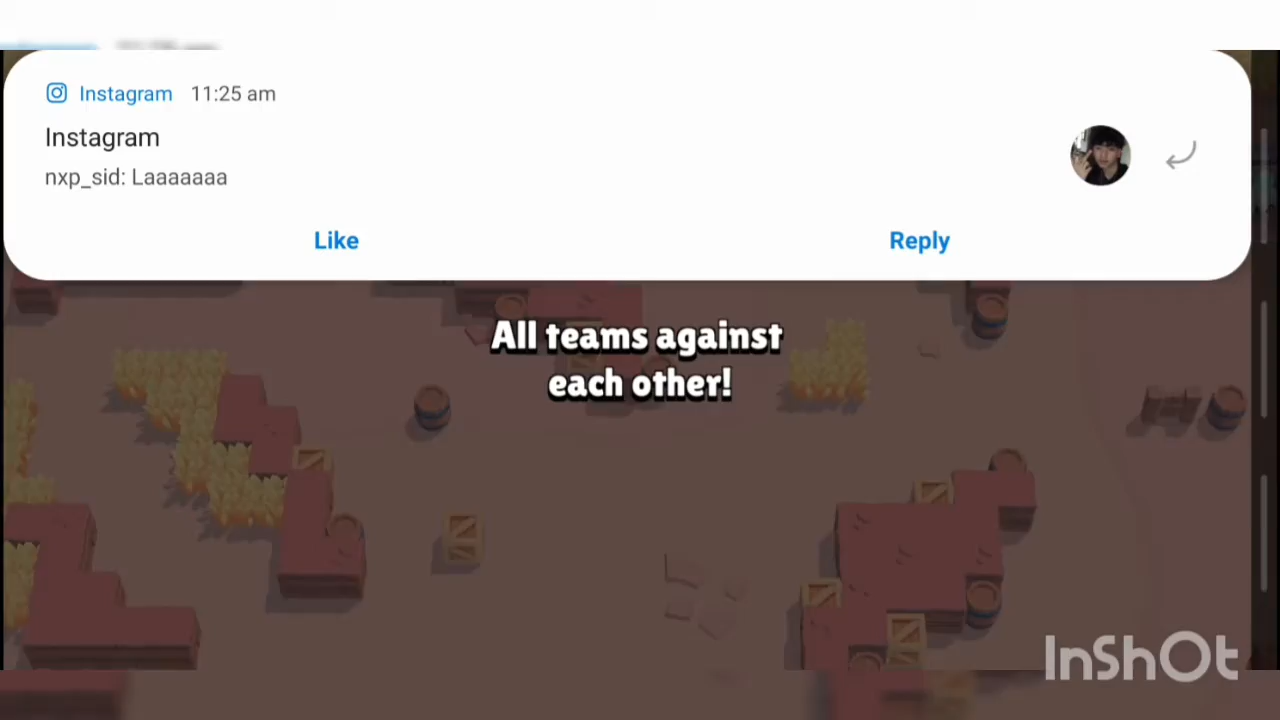 Instagram 11:25 am
Instagram
nxp_sid: Laaaaaaa
Like Reply
All teams against
each other!
InShOt